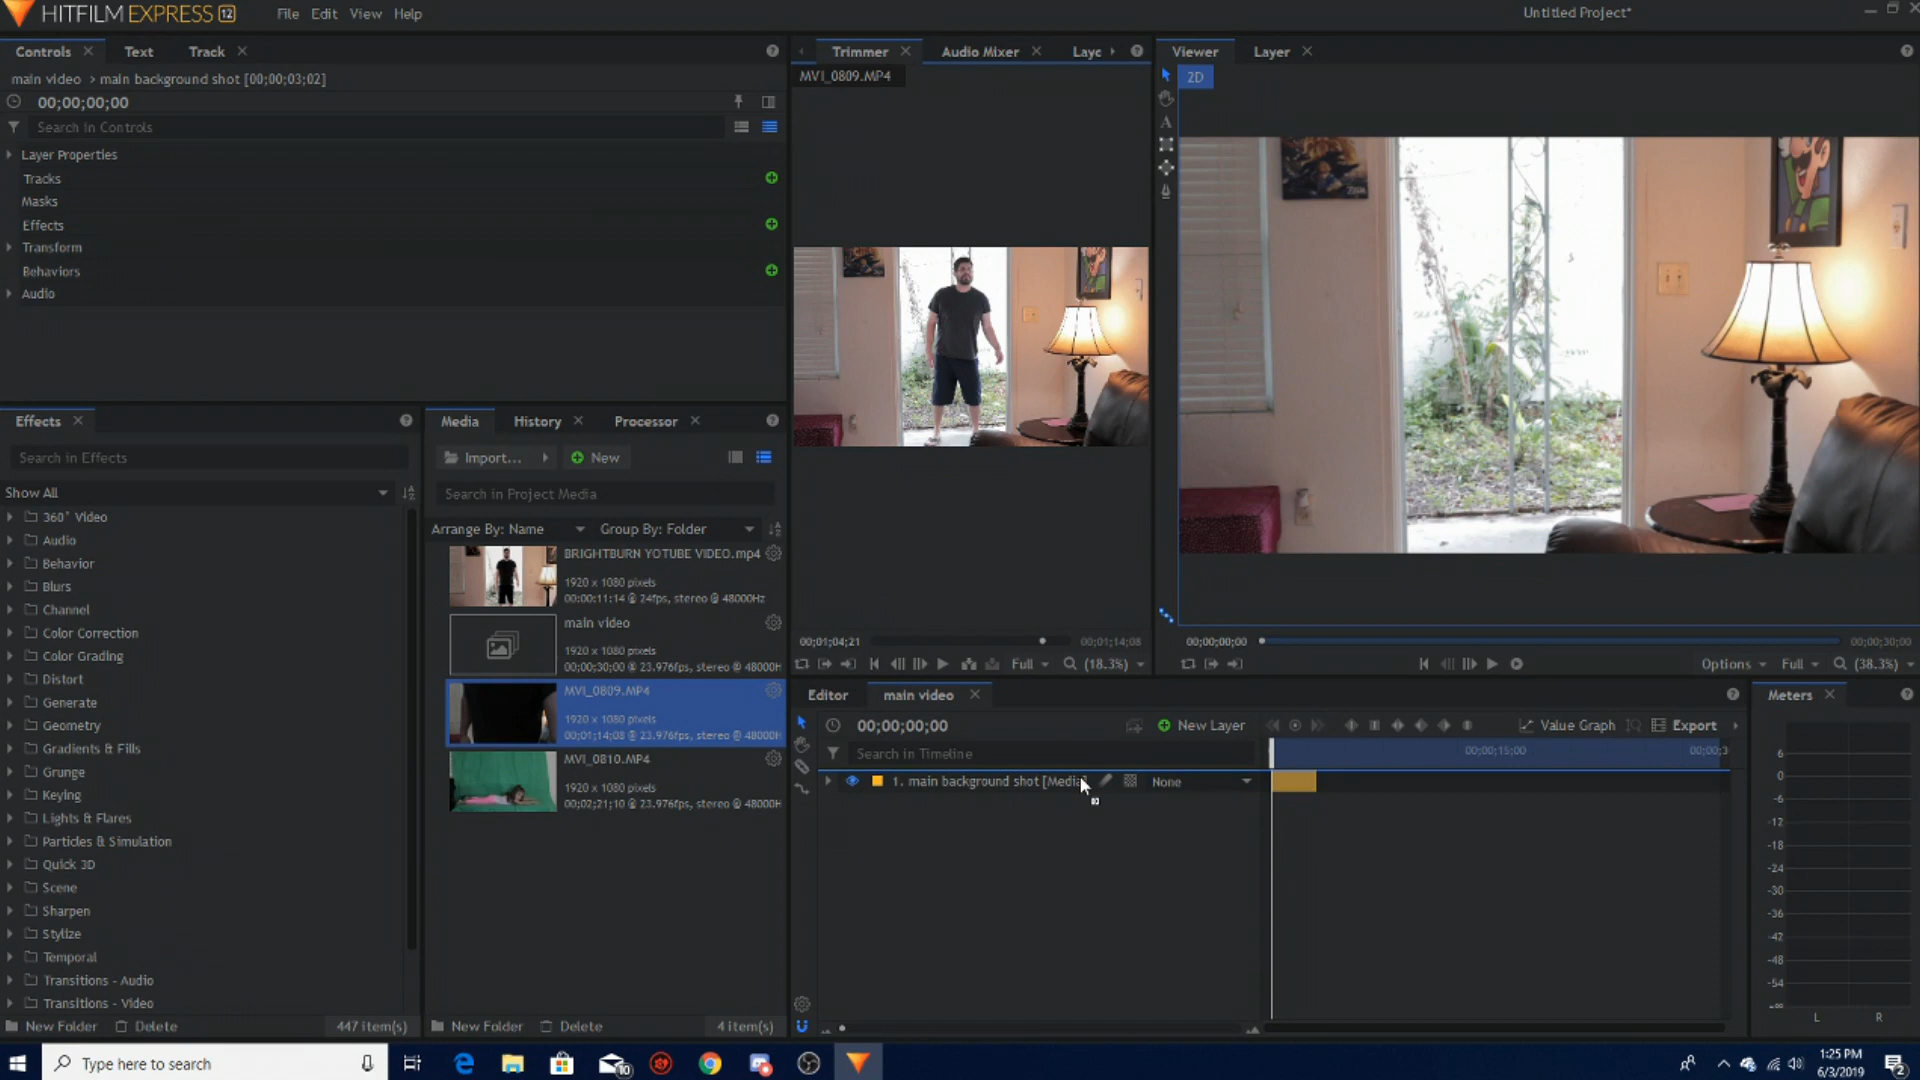 HITFILM EXPRESS 12
File Edit View Help
Untitled Project*
Controls
Text
Track
main video > main background shot [00;00;03;02]
00;00;00;00
Search in Controls
Layer Properties
Tracks
Masks
Effects
Transform
Behaviors
Audio
Trimmer
Audio Mixer
Layc
MVI_0809.MP4
00;01;04;21
00;01;14;08
Full
(18.3%)
Viewer
Layer
2D
00;00;00;00
00;00;30;00
Options
Full
(38.3%)
Effects
Search in Effects
Show All
360° Video
Audio
Behavior
Blurs
Channel
Color Correction
Color Grading
Distort
Generate
Geometry
Gradients & Fills
Grunge
Keying
Lights & Flares
Particles & Simulation
Quick 3D
Scene
Sharpen
Stylize
Temporal
Transitions - Audio
Transitions - Video
New Folder
Delete
447 item(s)
Media
History
Processor
Import...
New
Search in Project Media
Arrange By: Name
Group By: Folder
BRIGHTBURN YOTUBE VIDEO.mp4
1920 x 1080 pixels
00:00:11:14 @ 24fps, stereo @ 48000Hz
main video
1920 x 1080 pixels
00;00;30;00 @ 23.976fps, stereo @ 48000H
MVI_0809.MP4
1920 x 1080 pixels
00;01;14;08 @ 23.976fps, stereo @ 48000H
MVI_0810.MP4
1920 x 1080 pixels
00;02;21;10 @ 23.976fps, stereo @ 48000H
New Folder
Delete
4 item(s)
Editor
main video
00;00;00;00
New Layer
Value Graph
Export
Search in Timeline
00;00;15;00
00;00;3
1. main background shot [Media]
None
Meters
6
0
-6
-12
-18
-24
-30
-36
-42
-48
-54
-∞
L
R
Type here to search
10
1:25 PM
6/3/2019
2